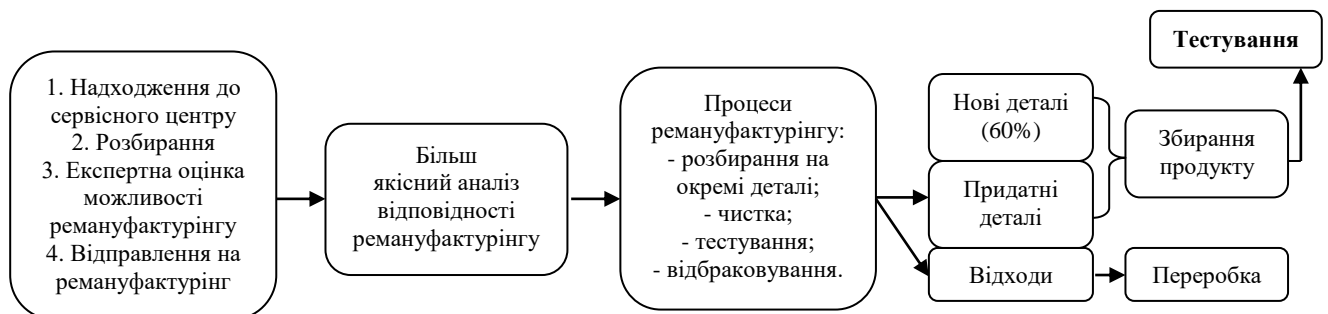 Тестування
1. Надходження до
сервісного центру
2. Розбирання
3. Експертна оцінка
можливості
ремануфактурінгу
4. Відправлення на
ремануфактурінг
Більш
якісний аналіз
відповідності
ремануфактурінгу
Процеси
ремануфактурінгу:
- розбирання на
окремі деталі;
- чистка;
- тестування;
- відбраковування.
Нові деталі
(60%)
Придатні
деталі
Відходи
Збирання
продукту
Переробка